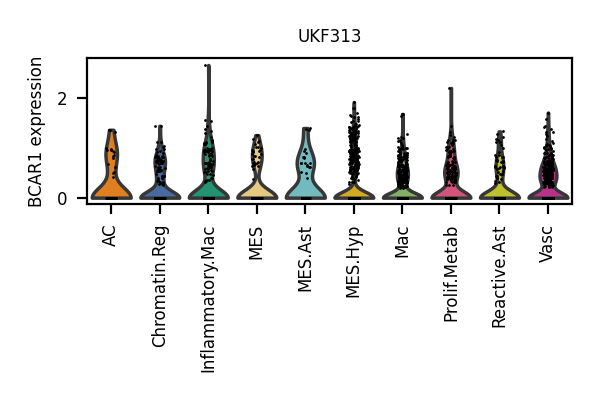 UKF313
BCAR1 expression
2
0
AC
Chromatin.Reg
Inflammatory.Mac
MES
MES.Ast
MES.Hyp
Mac
Prolif.Metab
Reactive.Ast
Vasc